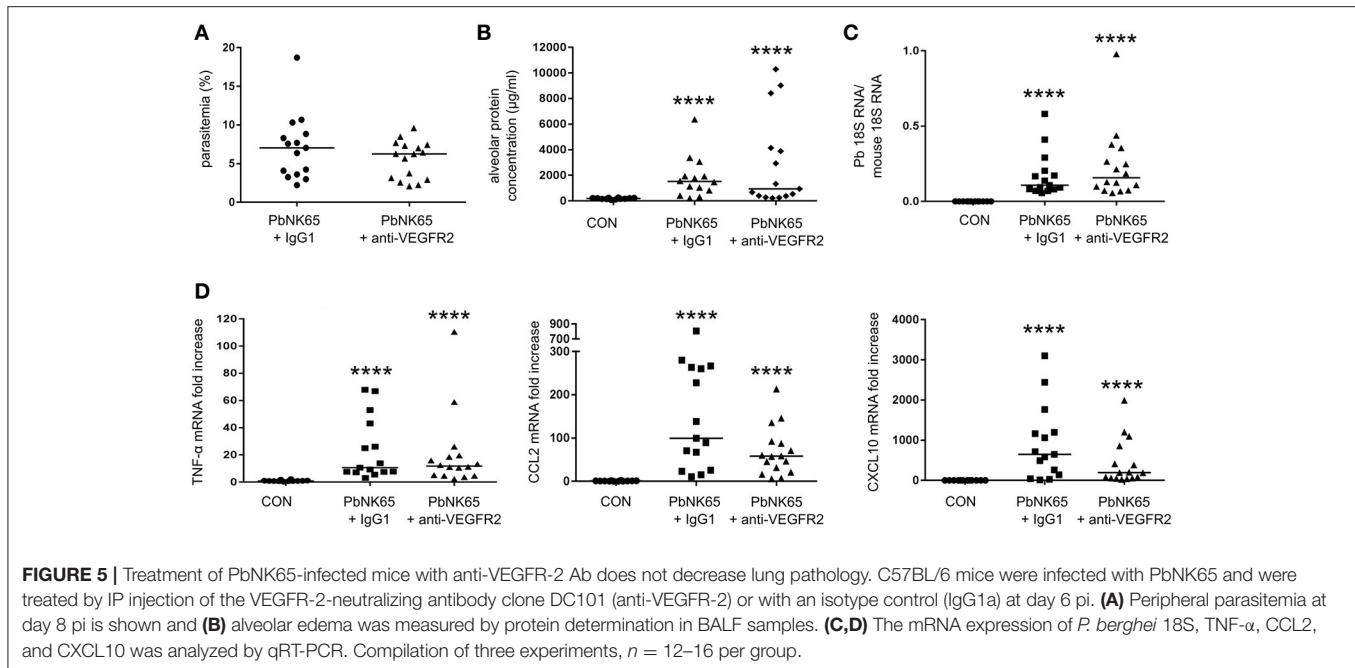 A
parasitemia (%)
20
15
10
5
0
PbNK65
+ IgG1
PbNK65
+ anti-VEGFR2
B
alveolar protein
concentration (µg/ml)
12000
10000
8000
6000
4000
2000
0
****
****
CON
PbNK65
+ IgG1
PbNK65
+ anti-VEGFR2
C
Pb 18S RNA/
mouse 18S RNA
1.0
0.5
0.0
****
****
CON
PbNK65
+ IgG1
PbNK65
+ anti-VEGFR2
D
TNF-α mRNA fold increase
120
100
80
60
40
20
0
****
****
CON
PbNK65
+ IgG1
PbNK65
+ anti-VEGFR2
CCL2 mRNA fold increase
900
700
300
200
100
0
****
****
CON
PbNK65
+ IgG1
PbNK65
+ anti-VEGFR2
CXCL10 mRNA fold increase
4000
3000
2000
1000
0
****
****
CON
PbNK65
+ IgG1
PbNK65
+ anti-VEGFR2
FIGURE 5 | Treatment of PbNK65-infected mice with anti-VEGFR-2 Ab does not decrease lung pathology. C57BL/6 mice were infected with PbNK65 and were
treated by IP injection of the VEGFR-2-neutralizing antibody clone DC101 (anti-VEGFR-2) or with an isotype control (IgG1a) at day 6 pi. (A) Peripheral parasitemia at
day 8 pi is shown and (B) alveolar edema was measured by protein determination in BALF samples. (C,D) The mRNA expression of P. berghei 18S, TNF-α, CCL2,
and CXCL10 was analyzed by qRT-PCR. Compilation of three experiments, n = 12–16 per group.